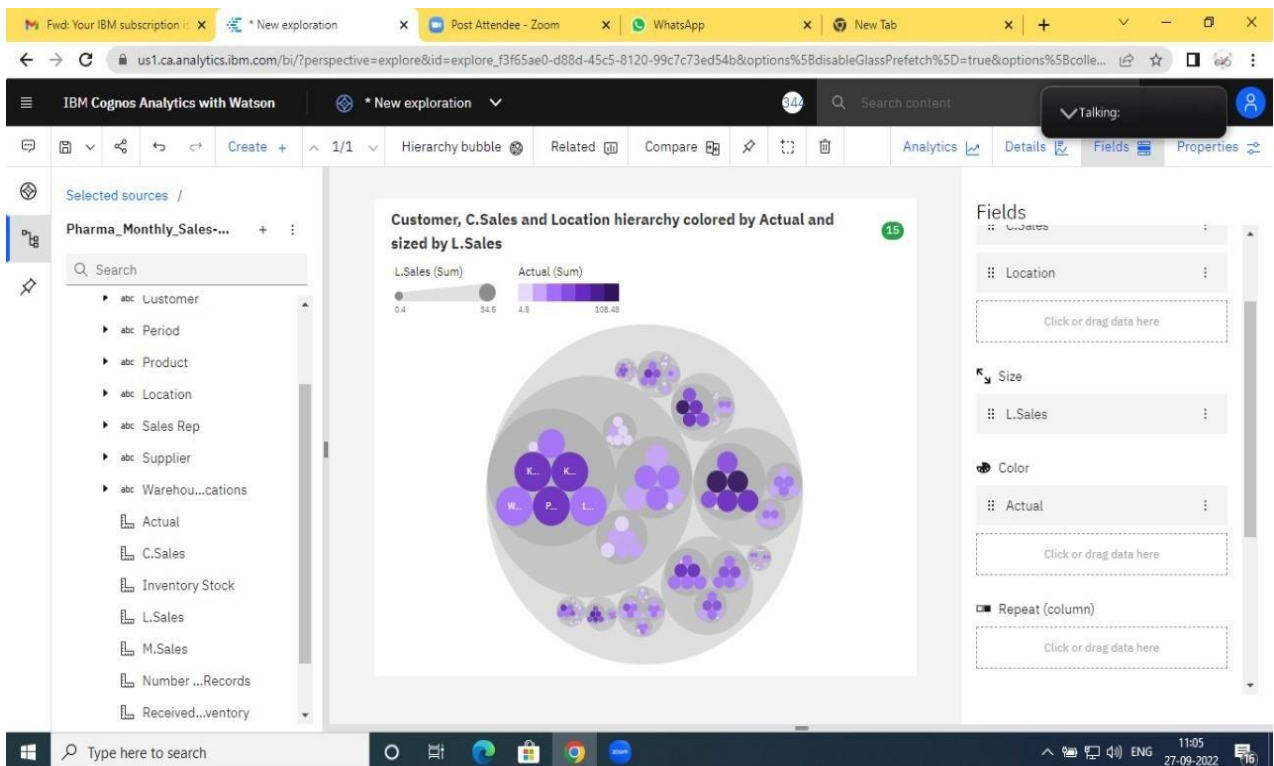 Fwd: Your IBM subscription i: * New exploration Post Attendee - Zoom WhatsApp New Tab
us1.ca.analytics.ibm.com/bi/?perspective=explore&id=explore_f3f65ae0-d88d-45c5-8120-99c7c73ed54b&options%5BdisableGlassPrefetch%5D=true&options%5Bcolle...
IBM Cognos Analytics with Watson * New exploration 344 Search content Talking:
Create + 1/1 Hierarchy bubble Related Compare Analytics Details Fields Properties
Selected sources /
Pharma_Monthly_Sales-...
Search
abc Customer
abc Period
abc Product
abc Location
abc Sales Rep
abc Supplier
abc Warehou...cations
Actual
C.Sales
Inventory Stock
L.Sales
M.Sales
Number ...Records
Received...ventory
Customer, C.Sales and Location hierarchy colored by Actual and
sized by L.Sales
15
L.Sales (Sum) Actual (Sum)
0.4 34.5 4.5 108.48
K... K...
W... P... L...
Fields
C.Sales
Location
Click or drag data here
Size
L.Sales
Color
Actual
Click or drag data here
Repeat (column)
Click or drag data here
Type here to search
zoom
ENG
11:05
27-09-2022
16